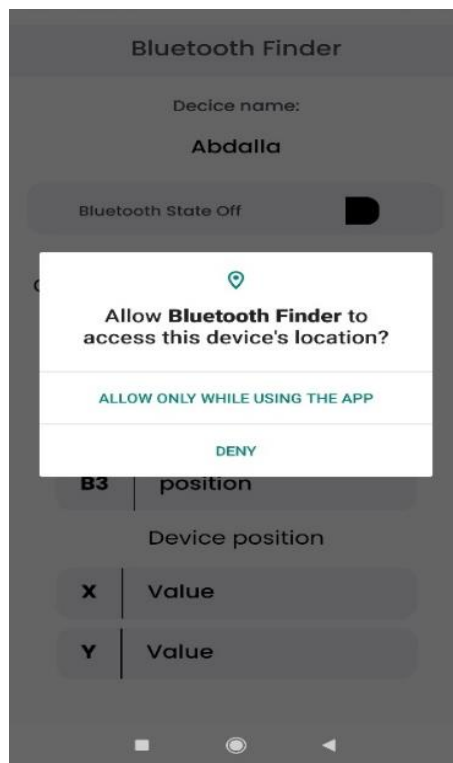 Bluetooth Finder
Decice name:
Abdalla
Bluetooth State Off
Allow Bluetooth Finder to
access this device's location?
ALLOW ONLY WHILE USING THE APP
DENY
B3 position
Device position
X Value
Y Value